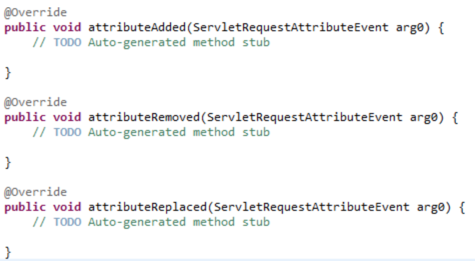 @Override
public void attributeAdded(ServletRequestAttributeEvent arg0) {
    // TODO Auto-generated method stub

}

@Override
public void attributeRemoved(ServletRequestAttributeEvent arg0) {
    // TODO Auto-generated method stub

}

@Override
public void attributeReplaced(ServletRequestAttributeEvent arg0) {
    // TODO Auto-generated method stub

}